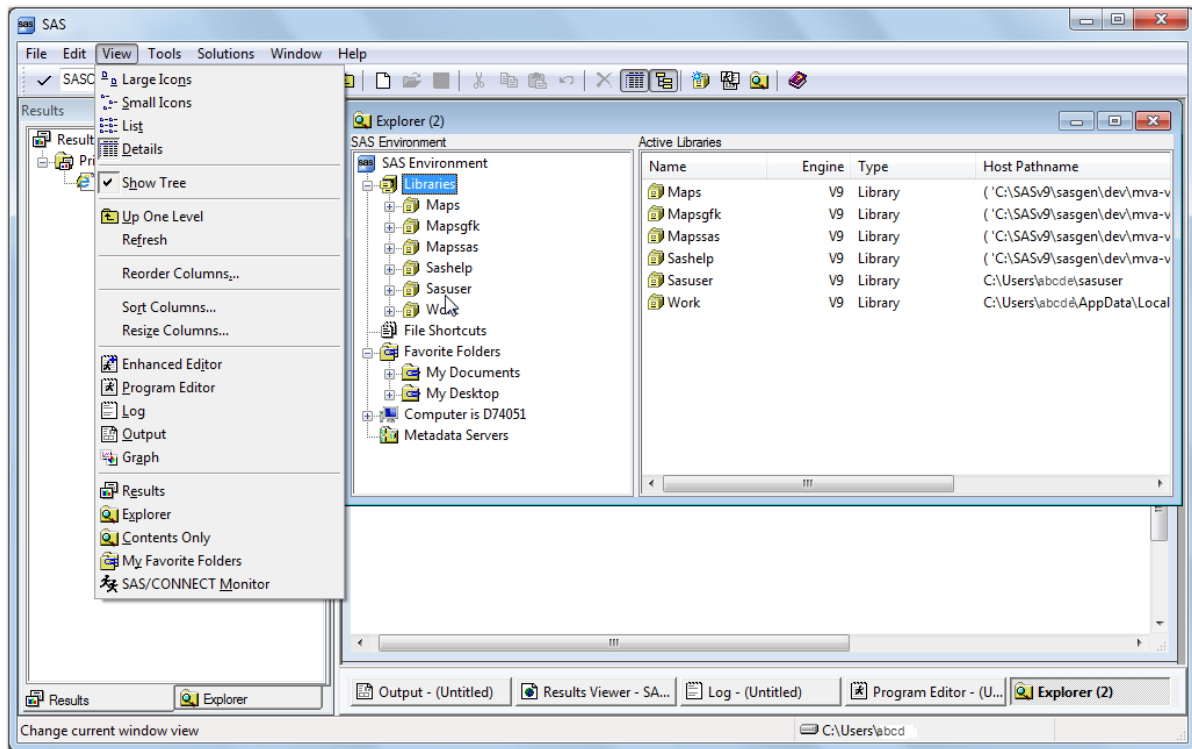 SAS
File Edit View Tools Solutions Window Help
SASC
Large Icons
Small Icons
List
Details
Show Tree
Up One Level
Refresh
Reorder Columns...
Sort Columns...
Resize Columns...
Enhanced Editor
Program Editor
Log
Output
Graph
Results
Explorer
Contents Only
My Favorite Folders
SAS/CONNECT Monitor
Results
Result
Pri
Explorer (2)
SAS Environment
SAS Environment
Libraries
Maps
Mapsgfk
Mapssas
Sashelp
Sasuser
Work
File Shortcuts
Favorite Folders
My Documents
My Desktop
Computer is D74051
Metadata Servers
Active Libraries
Name Engine Type Host Pathname
Maps V9 Library ( 'C:\SASv9\sasgen\dev\mva-v
Mapsgfk V9 Library ( 'C:\SASv9\sasgen\dev\mva-v
Mapssas V9 Library ( 'C:\SASv9\sasgen\dev\mva-v
Sashelp V9 Library ( 'C:\SASv9\sasgen\dev\mva-v
Sasuser V9 Library C:\Users\abcde\sasuser
Work V9 Library C:\Users\abcde\AppData\Local
Results Explorer
Output - (Untitled) Results Viewer - SA... Log - (Untitled) Program Editor - (U... Explorer (2)
Change current window view C:\Users\abcd